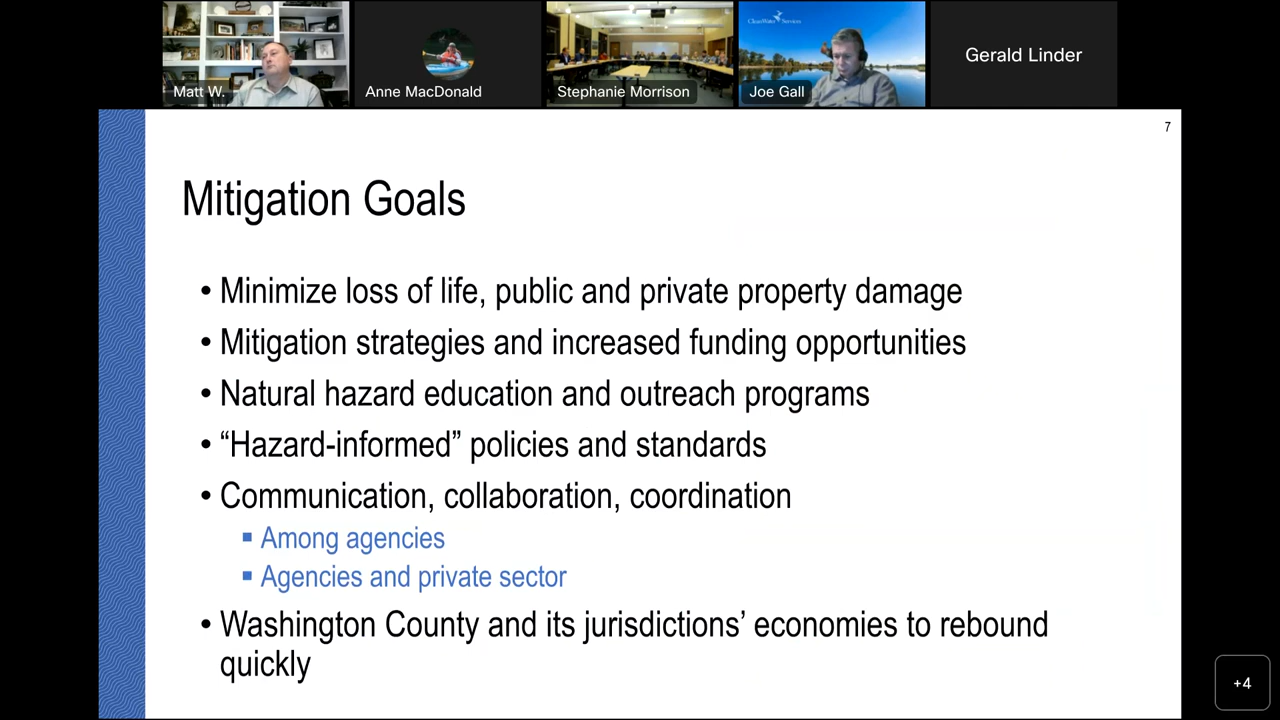 CleanWater Services
Matt W.
Anne MacDonald
Stephanie Morrison
Joe Gall
Gerald Linder
7
Mitigation Goals
• Minimize loss of life, public and private property damage
• Mitigation strategies and increased funding opportunities
• Natural hazard education and outreach programs
• “Hazard-informed” policies and standards
• Communication, collaboration, coordination
▪ Among agencies
▪ Agencies and private sector
• Washington County and its jurisdictions’ economies to rebound
quickly
+4